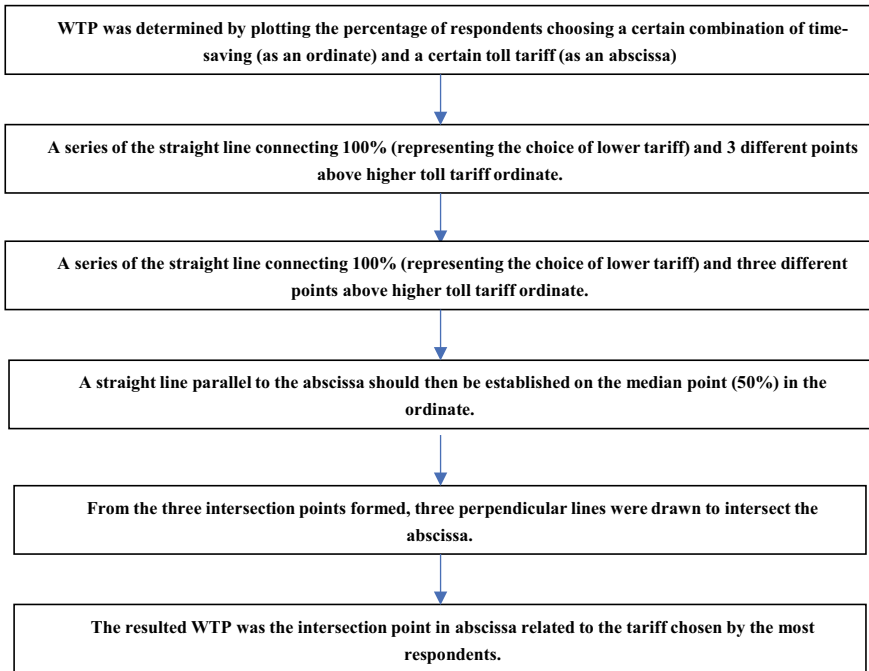 WTP was determined by plotting the percentage of respondents choosing a certain combination of time-
saving (as an ordinate) and a certain toll tariff (as an abscissa)
A series of the straight line connecting 100% (representing the choice of lower tariff) and 3 different points
above higher toll tariff ordinate.
A series of the straight line connecting 100% (representing the choice of lower tariff) and three different
points above higher toll tariff ordinate.
A straight line parallel to the abscissa should then be established on the median point (50%) in the
ordinate.
From the three intersection points formed, three perpendicular lines were drawn to intersect the
abscissa.
The resulted WTP was the intersection point in abscissa related to the tariff chosen by the most
respondents.